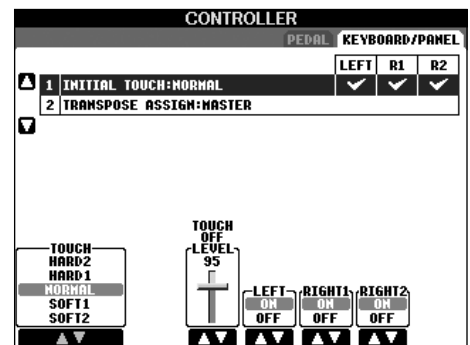 CONTROLLER
PEDAL KEYBOARD/PANEL
LEFT R1 R2
1 INITIAL TOUCH:NORMAL
2 TRANSPOSE ASSIGN:MASTER
TOUCH
HARD2
HARD1
NORMAL
SOFT1
SOFT2
TOUCH
OFF
LEVEL
95
LEFT RIGHT1 RIGHT2
ON ON ON
OFF OFF OFF